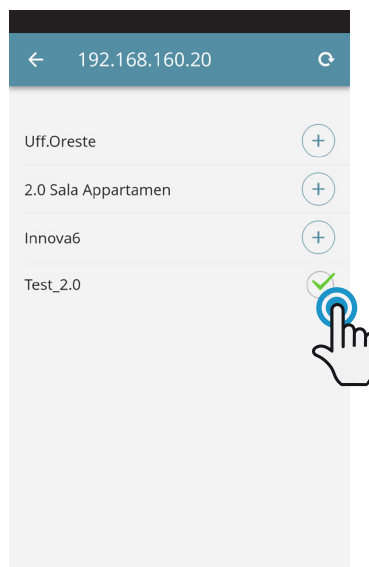 192.168.160.20
Uff.Oreste
2.0 Sala Appartamen
Innova6
Test_2.0